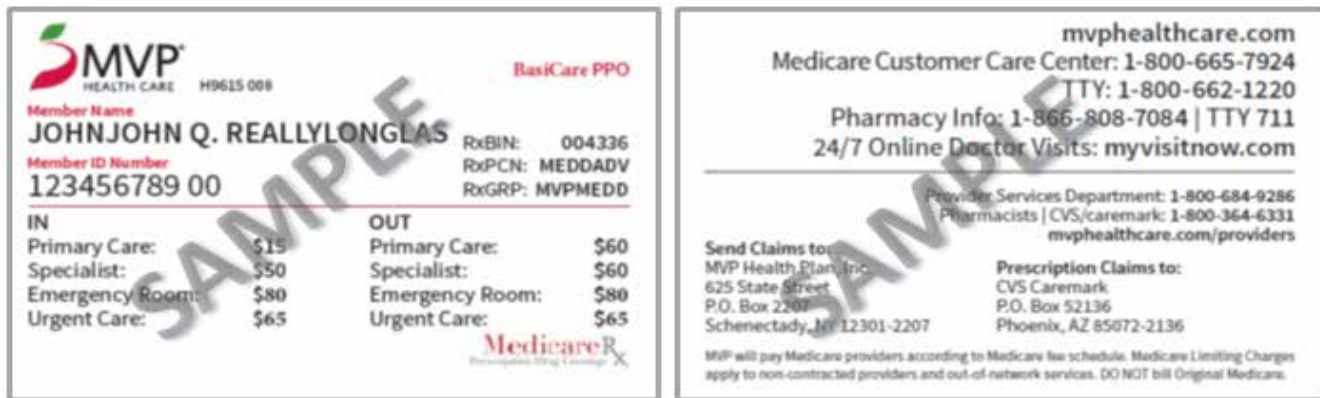 MVP®
HEALTH CARE H9615 008
BasiCare PPO
Member Name
JOHNJOHN Q. REALLYLONGLAS
Member ID Number
123456789 00
RxBIN: 004336
RxPCN: MEDDADV
RxGRP: MVPMEDD
IN
Primary Care: $15
Specialist: $50
Emergency Room: $80
Urgent Care: $65
OUT
Primary Care: $60
Specialist: $60
Emergency Room: $80
Urgent Care: $65
MedicareRx
Prescription Drug Coverage
SAMPLE
mvphealthcare.com
Medicare Customer Care Center: 1-800-665-7924
TTY: 1-800-662-1220
Pharmacy Info: 1-866-808-7084 | TTY 711
24/7 Online Doctor Visits: myvisitnow.com
Provider Services Department: 1-800-684-9286
Pharmacists | CVS/caremark: 1-800-364-6331
mvphealthcare.com/providers
Send Claims to:
MVP Health Plan, Inc.
625 State Street
P.O. Box 2207
Schenectady, NY 12301-2207
Prescription Claims to:
CVS Caremark
P.O. Box 52136
Phoenix, AZ 85072-2136
MVP will pay Medicare providers according to Medicare fee schedule. Medicare Limiting Charges
apply to non-contracted providers and out-of-network services. DO NOT bill Original Medicare.
SAMPLE